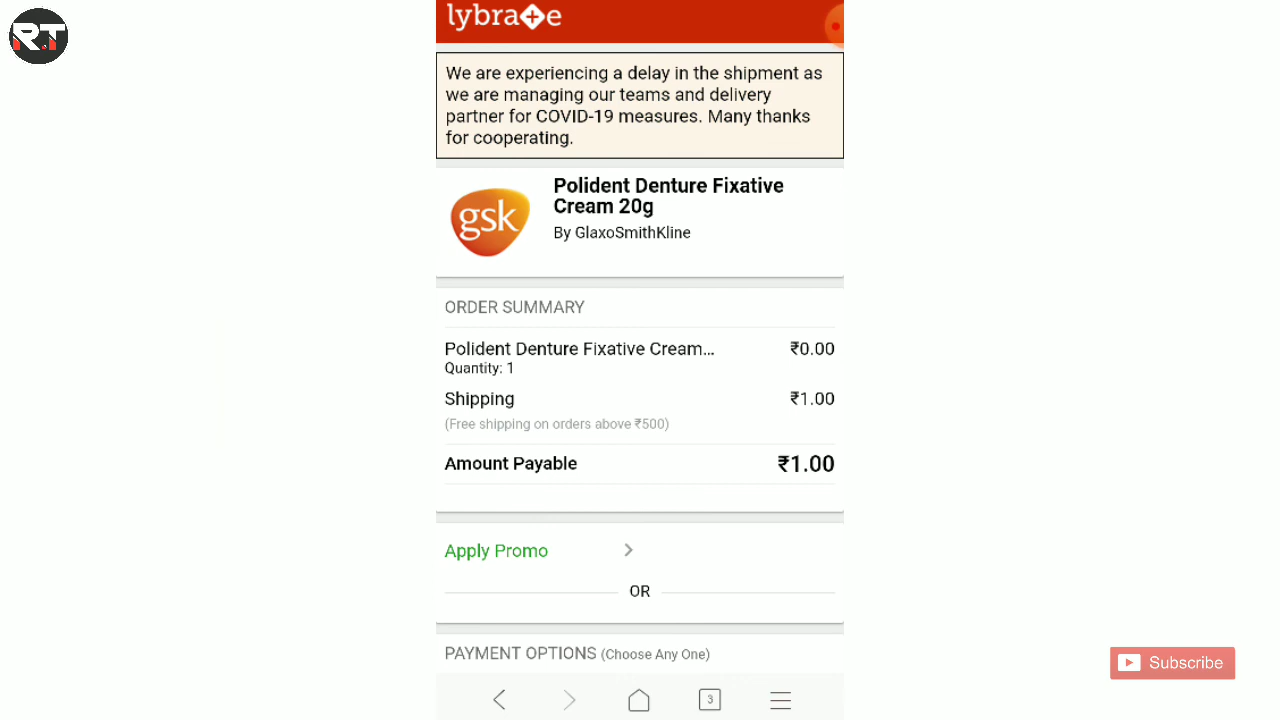 R.T
lybrate
We are experiencing a delay in the shipment as
we are managing our teams and delivery
partner for COVID-19 measures. Many thanks
for cooperating.
gsk
Polident Denture Fixative
Cream 20g
By GlaxoSmithKline
ORDER SUMMARY
Polident Denture Fixative Cream... ₹0.00
Quantity: 1
Shipping ₹1.00
(Free shipping on orders above ₹500)
Amount Payable ₹1.00
Apply Promo
OR
PAYMENT OPTIONS (Choose Any One)
Subscribe
3